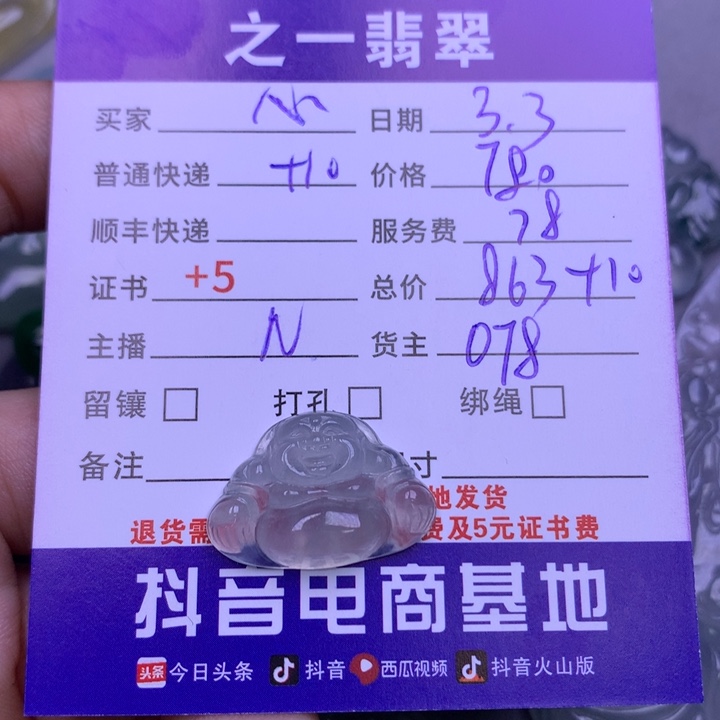 之一翡翠
买家 日期 3.3
普通快递 +10 价格 780
顺丰快递 服务费 78
证书 +5 总价 863+10
主播 N 货主 078
留镶 打孔 绑绳
备注 寸
地发货
退货需 费及5元证书费
抖音电商基地
头条 今日头条 抖音 西瓜视频 抖音火山版